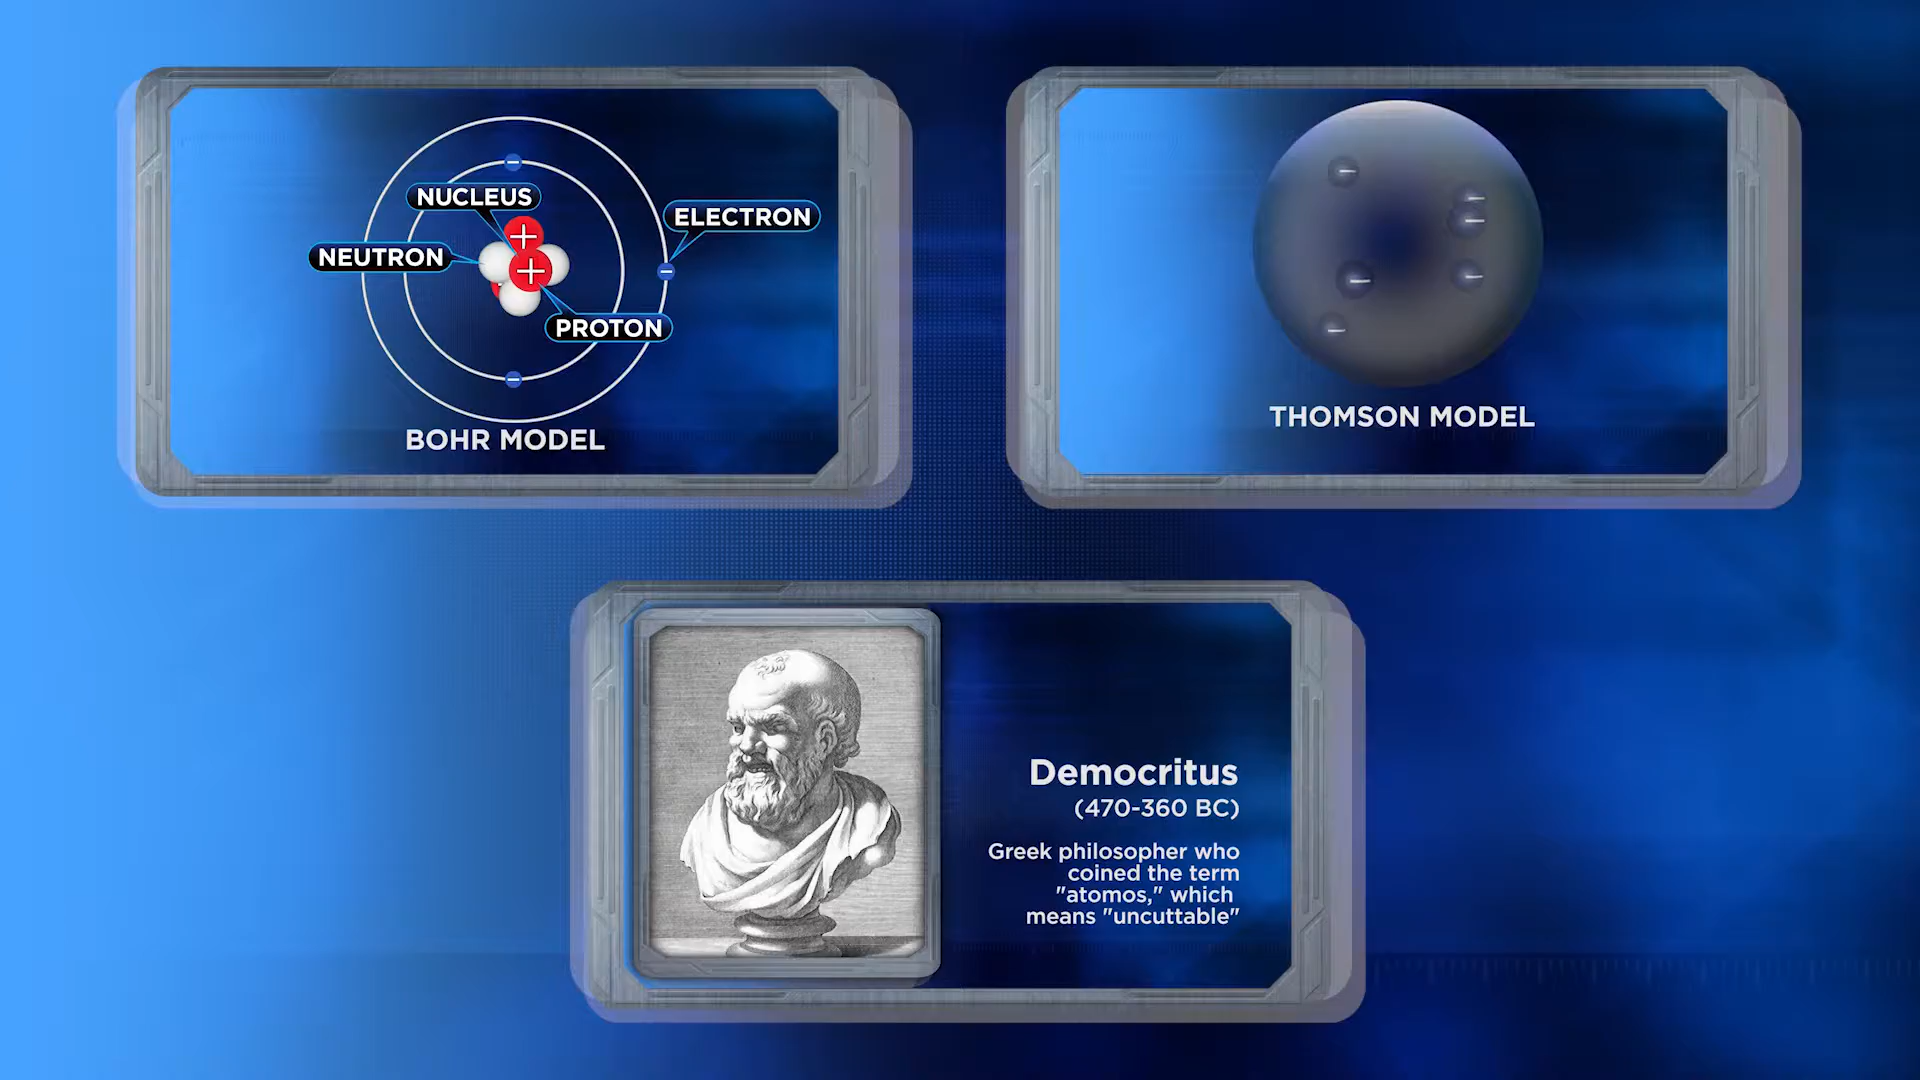 NUCLEUS
ELECTRON
NEUTRON
PROTON
BOHR MODEL
THOMSON MODEL
Democritus
(470-360 BC)
Greek philosopher who
coined the term
"atomos," which
means "uncuttable"